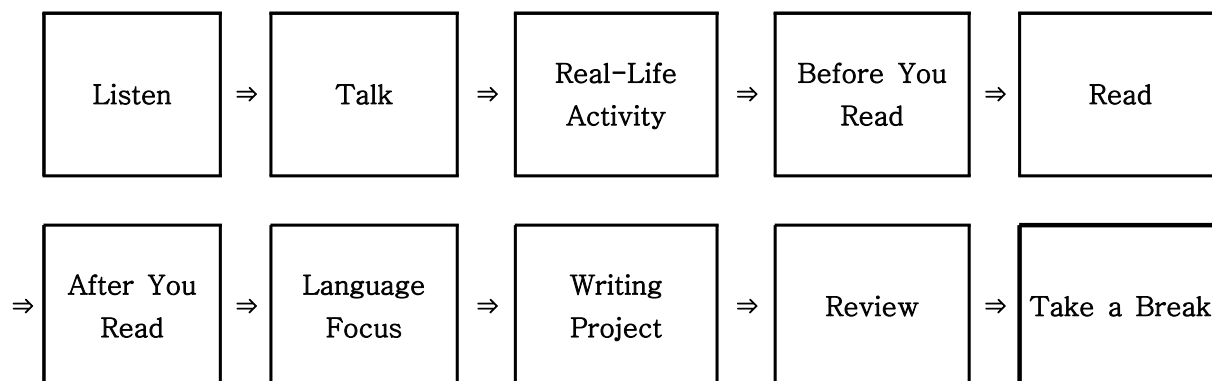 Listen ⇒ Talk ⇒ Real-Life Activity ⇒ Before You Read ⇒ Read
⇒ After You Read ⇒ Language Focus ⇒ Writing Project ⇒ Review ⇒ Take a Break